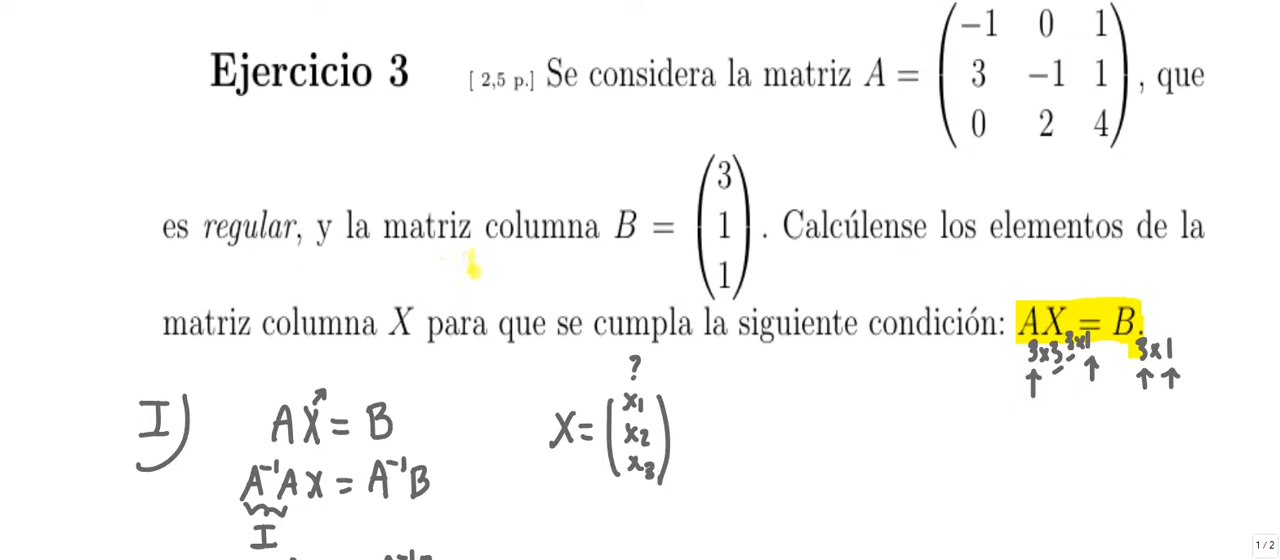 Ejercicio 3 [ 2,5 p.] Se considera la matriz A = (−1 0 1
3 −1 1
0 2 4) , que
es regular, y la matriz columna B = (3
1
1) . Calcúlense los elementos de la
matriz columna X para que se cumpla la siguiente condición: AX = B.
3x3 3x1 3x1
?
I) AX = B X = (x1
x2
x3)
A⁻¹AX = A⁻¹B
I
1 / 2